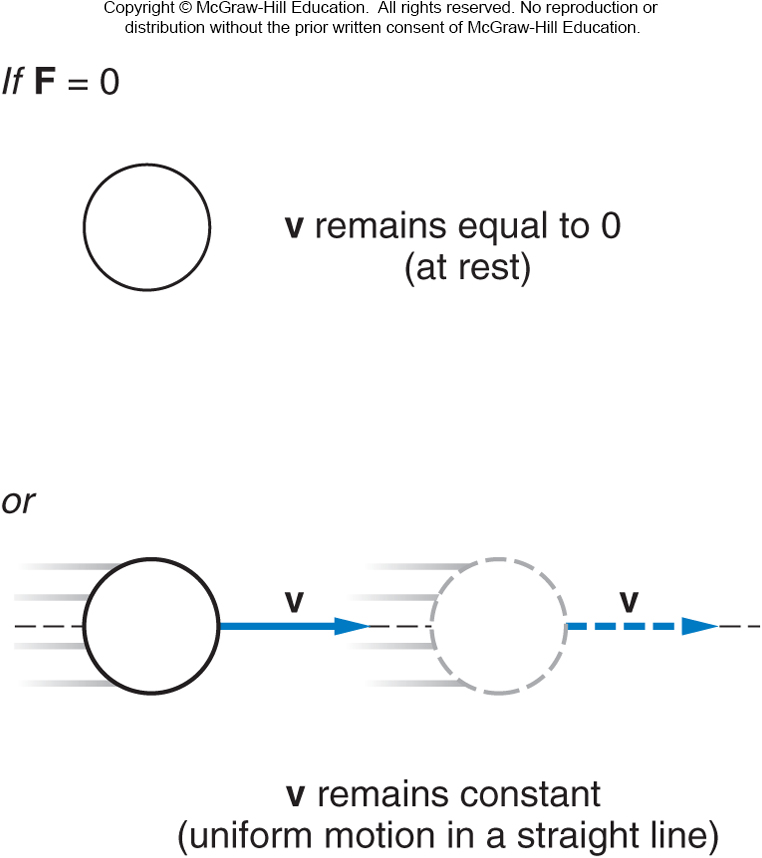 Copyright © McGraw-Hill Education.  All rights reserved. No reproduction or
distribution without the prior written consent of McGraw-Hill Education.
If F = 0
v remains equal to 0
(at rest)
or
v
v
v remains constant
(uniform motion in a straight line)